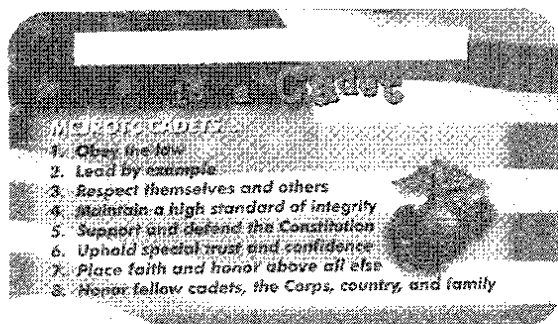 is a Cadet
MCJROTC CADETS...
1. Obey the law
2. Lead by example
3. Respect themselves and others
4. Maintain a high standard of integrity
5. Support and defend the Constitution
6. Uphold special trust and confidence
7. Place faith and honor above all else
8. Honor fellow cadets, the Corps, country, and family